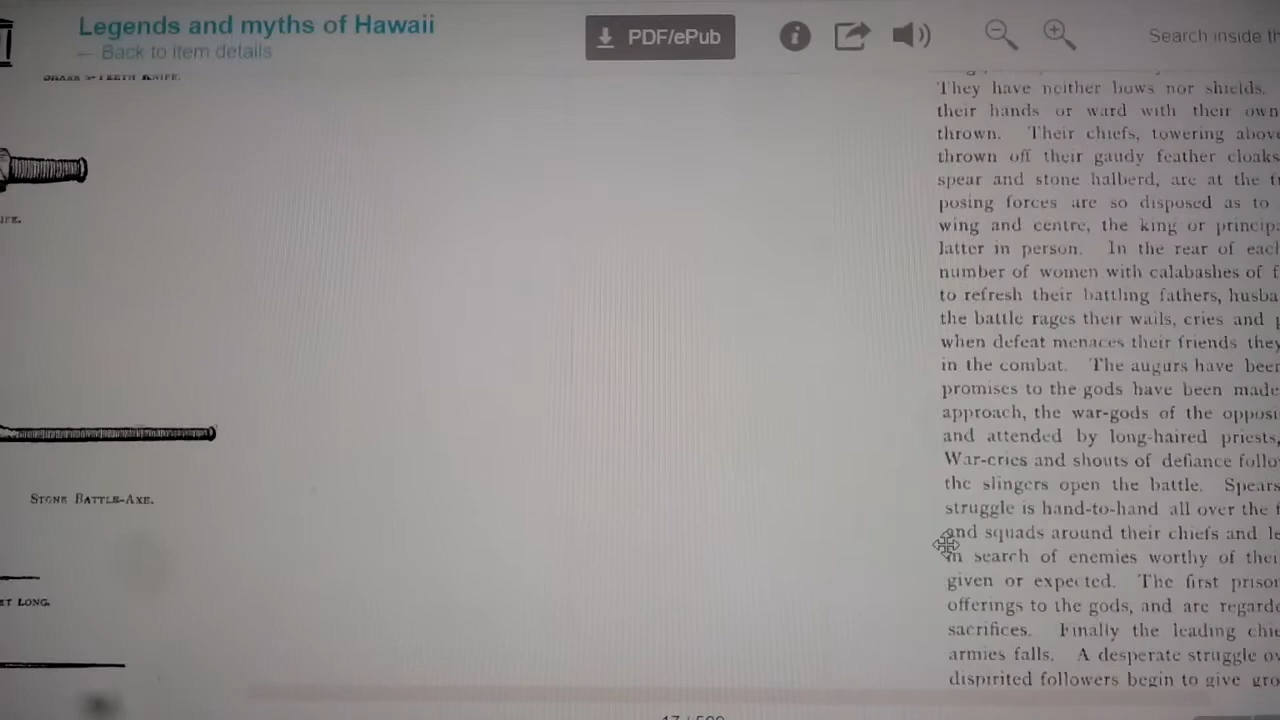 Legends and myths of Hawaii
— Back to item details
PDF/ePub
Search inside
KNIFE.
STONE BATTLE-AXE.
LONG.
They have neither bows nor shields.
their hands or ward with their own
thrown. Their chiefs, towering above
thrown off their gaudy feather cloaks
spear and stone halberd, are at the
posing forces are so disposed as to
wing and centre, the king or
latter in person. In the rear of
number of women with calabashes of
to refresh their battling fathers,
the battle rages their wails, cries and
when defeat menaces their friends they
in the combat. The augurs have been
promises to the gods have been made
approach, the war-gods of the
and attended by long-haired priests,
War-cries and shouts of defiance
the slingers open the battle. Spears
struggle is hand-to-hand all over the
and squads around their chiefs and
in search of enemies worthy of
given or expected. The first
offerings to the gods, and are
sacrifices. Finally the leading
armies falls. A desperate struggle
dispirited followers begin to give